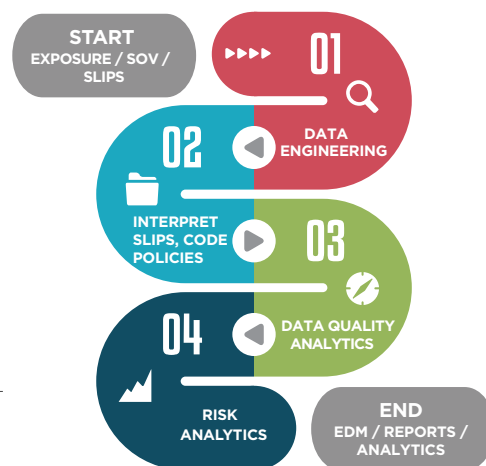 START
EXPOSURE / SOV /
SLIPS
01
DATA
ENGINEERING
02
INTERPRET
SLIPS, CODE
POLICIES
03
DATA QUALITY
ANALYTICS
04
RISK
ANALYTICS
END
EDM / REPORTS /
ANALYTICS